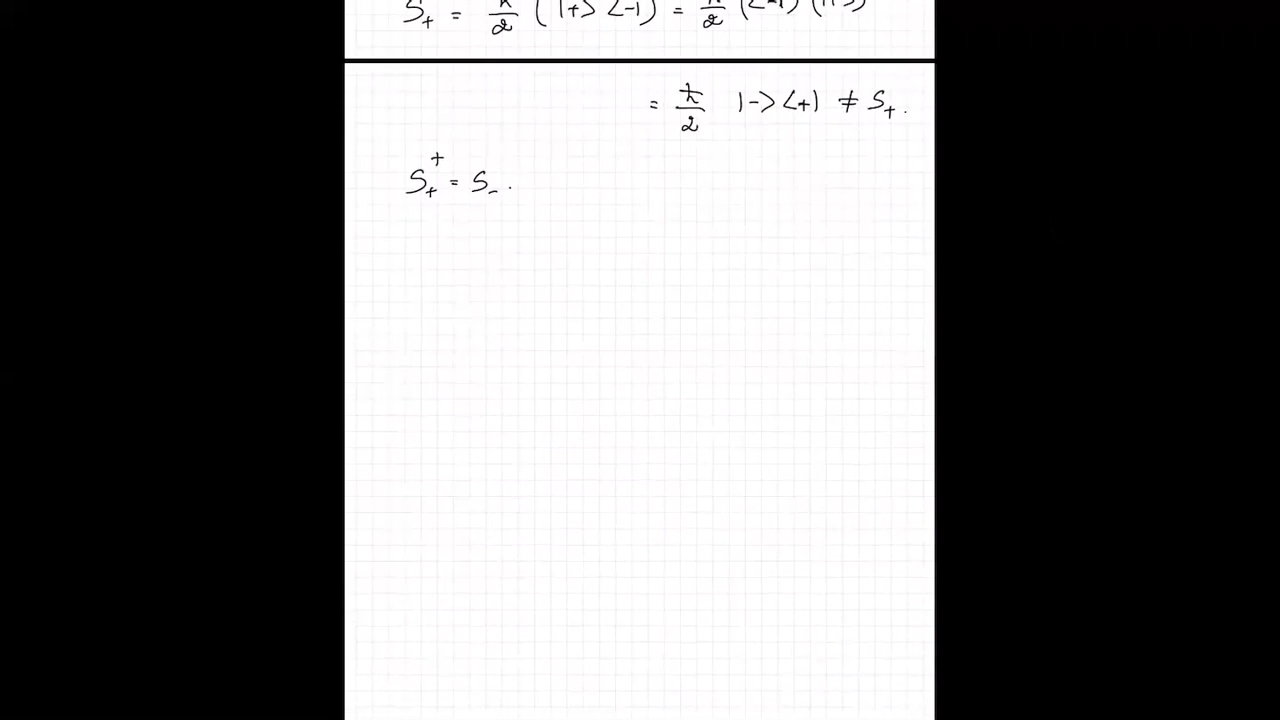 S₊ = ħ/2 ( |+> <-| ) = ħ/2 (<-|) (|+>)
= ħ/2 |-> <+| ≠ S₊.
S₊⁺ = S₋.